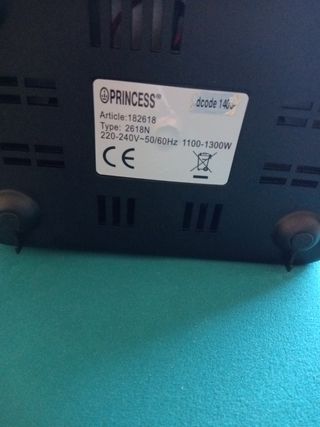 PRINCESS®
dcode 140
Article:182618
Type: 2618N
220-240V~50/60Hz 1100-1300W
CE